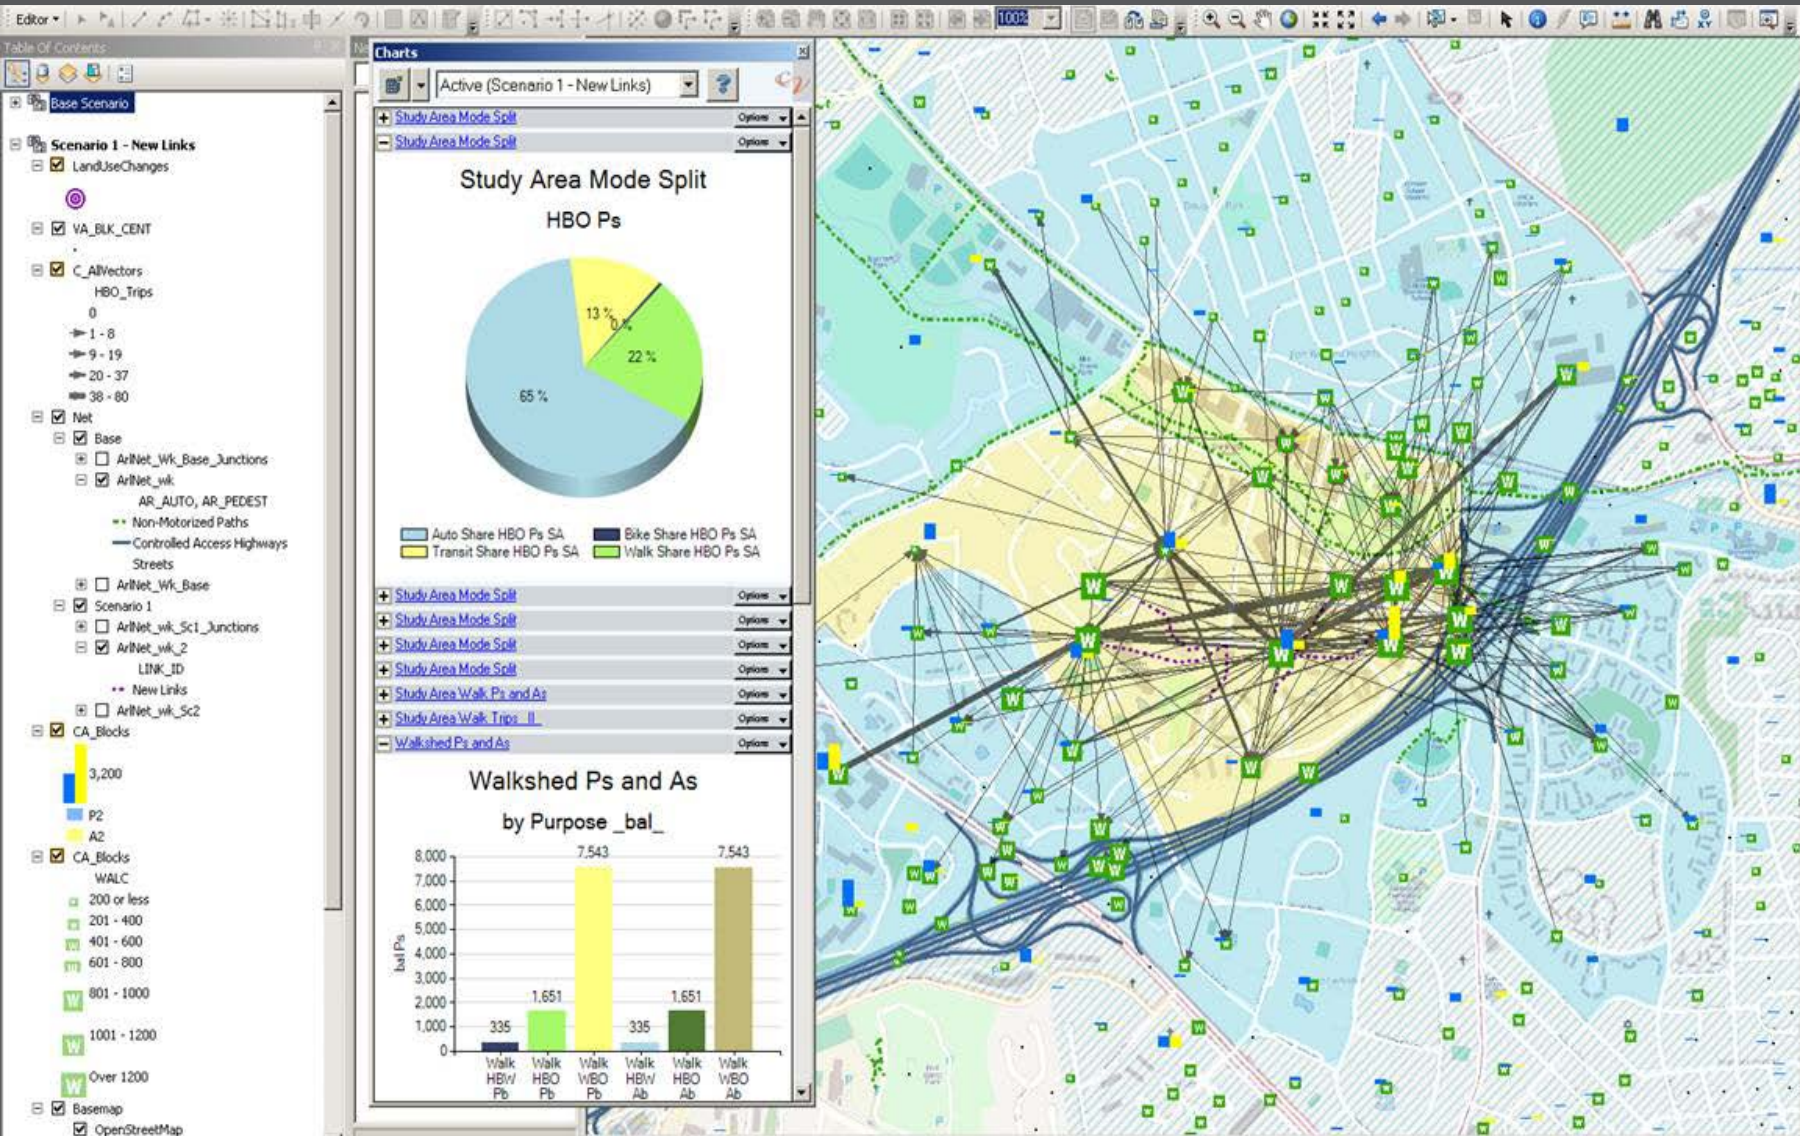 Editor
100%
Table Of Contents
Base Scenario
Scenario 1 - New Links
LandUseChanges
VA_BLK_CENT
C_AllVectors
HBO_Trips
0
1 - 8
9 - 19
20 - 37
38 - 80
Net
Base
ArlNet_Wk_Base_Junctions
ArlNet_wk
AR_AUTO, AR_PEDEST
Non-Motorized Paths
Controlled Access Highways
Streets
ArlNet_Wk_Base
Scenario 1
ArlNet_wk_Sc1_Junctions
ArlNet_wk_2
LINK_ID
New Links
ArlNet_wk_Sc2
CA_Blocks
3,200
P2
A2
CA_Blocks
WALC
200 or less
201 - 400
401 - 600
601 - 800
801 - 1000
1001 - 1200
Over 1200
Basemap
OpenStreetMap
Charts
Active (Scenario 1 - New Links)
Study Area Mode Split Options
Study Area Mode Split Options
Study Area Mode Split
HBO Ps
13 %
0 %
22 %
65 %
Auto Share HBO Ps SA
Bike Share HBO Ps SA
Transit Share HBO Ps SA
Walk Share HBO Ps SA
Study Area Mode Split Options
Study Area Mode Split Options
Study Area Mode Split Options
Study Area Mode Split Options
Study Area Walk Ps and As Options
Study Area Walk Trips _||_ Options
Walkshed Ps and As Options
Walkshed Ps and As
by Purpose _bal_
bal Ps
8,000
7,000
6,000
5,000
4,000
3,000
2,000
1,000
0
335
1,651
7,543
335
1,651
7,543
Walk HBW Pb
Walk HBO Pb
Walk WBO Pb
Walk HBW Ab
Walk HBO Ab
Walk WBO Ab